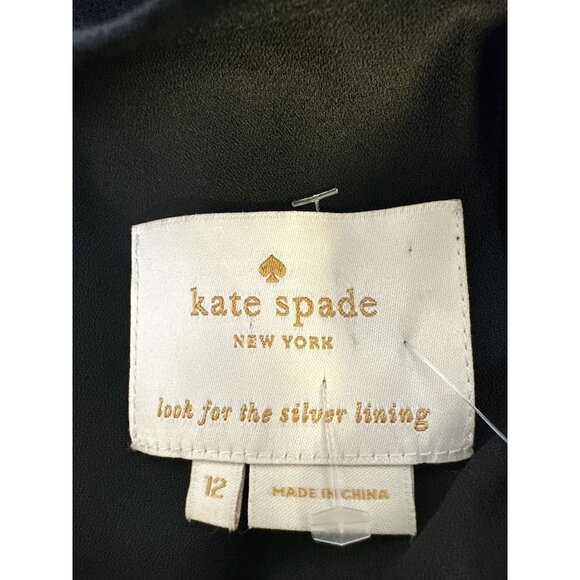 kate spade
NEW YORK
look for the silver lining
12
MADE IN CHINA